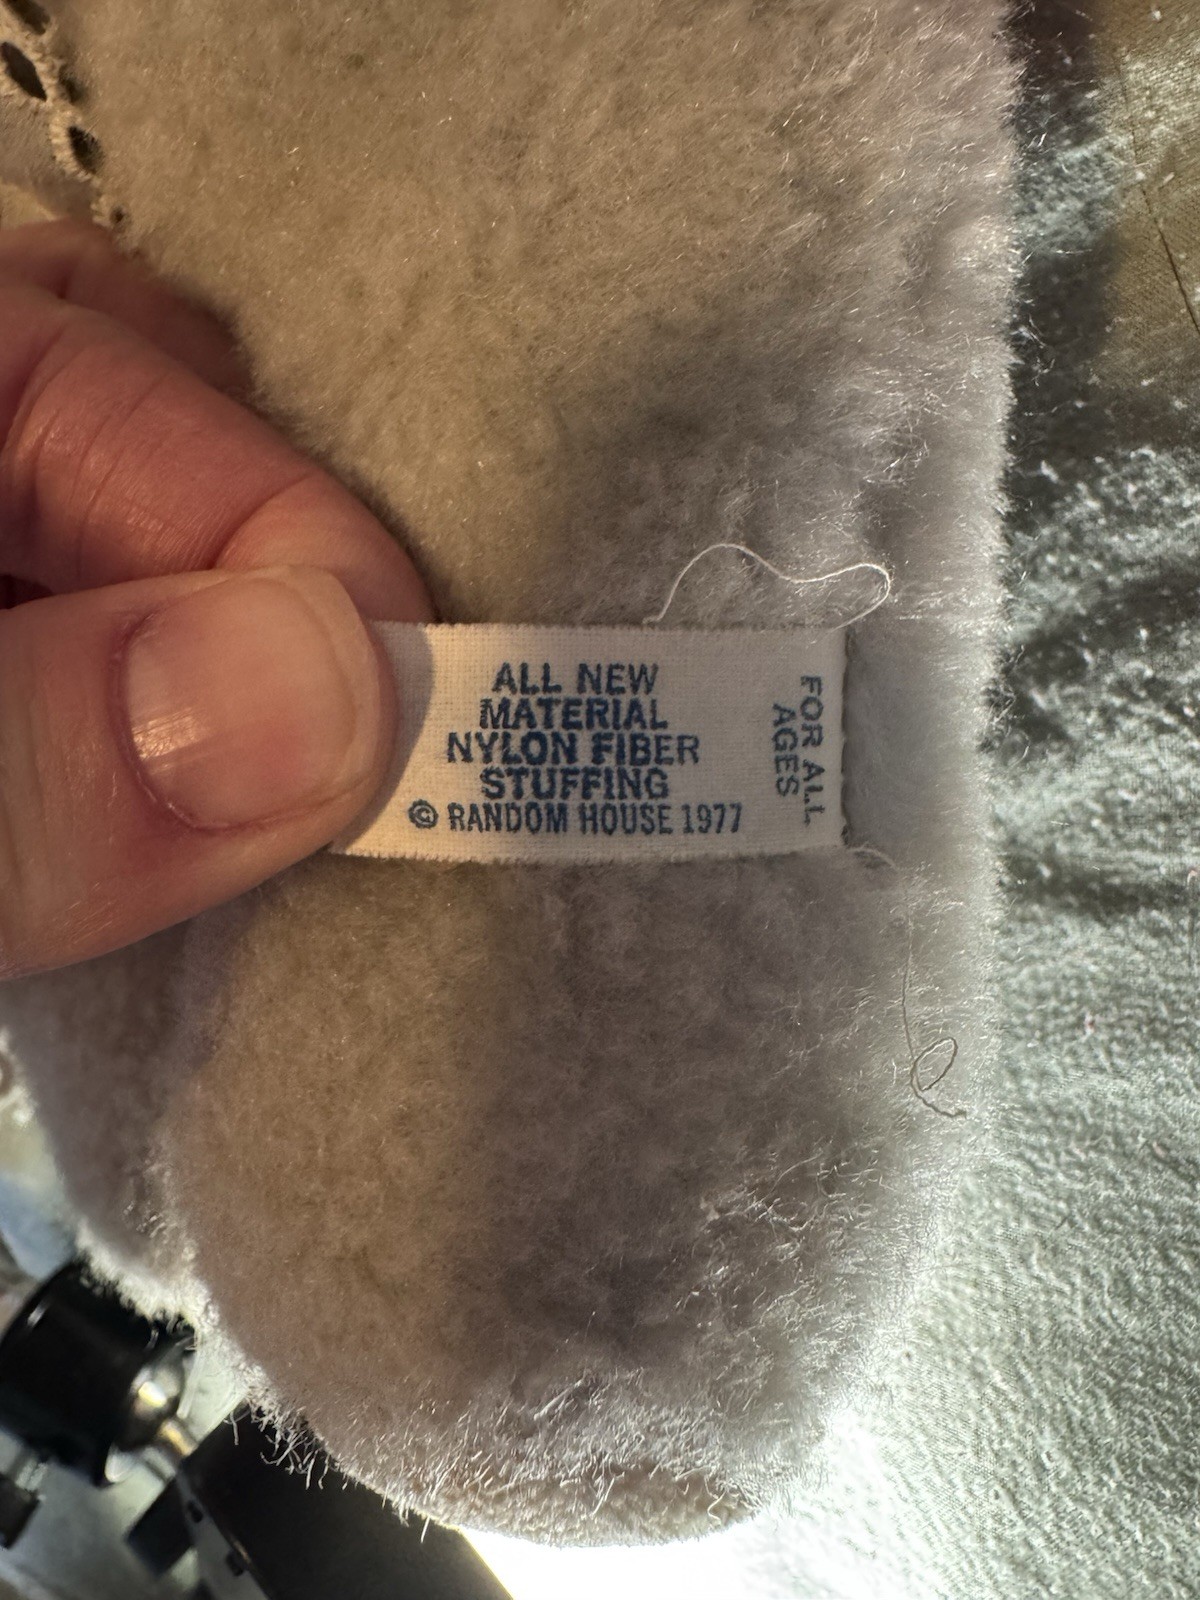 ALL NEW
MATERIAL
NYLON FIBER
STUFFING
© RANDOM HOUSE 1977
FOR ALL
AGES